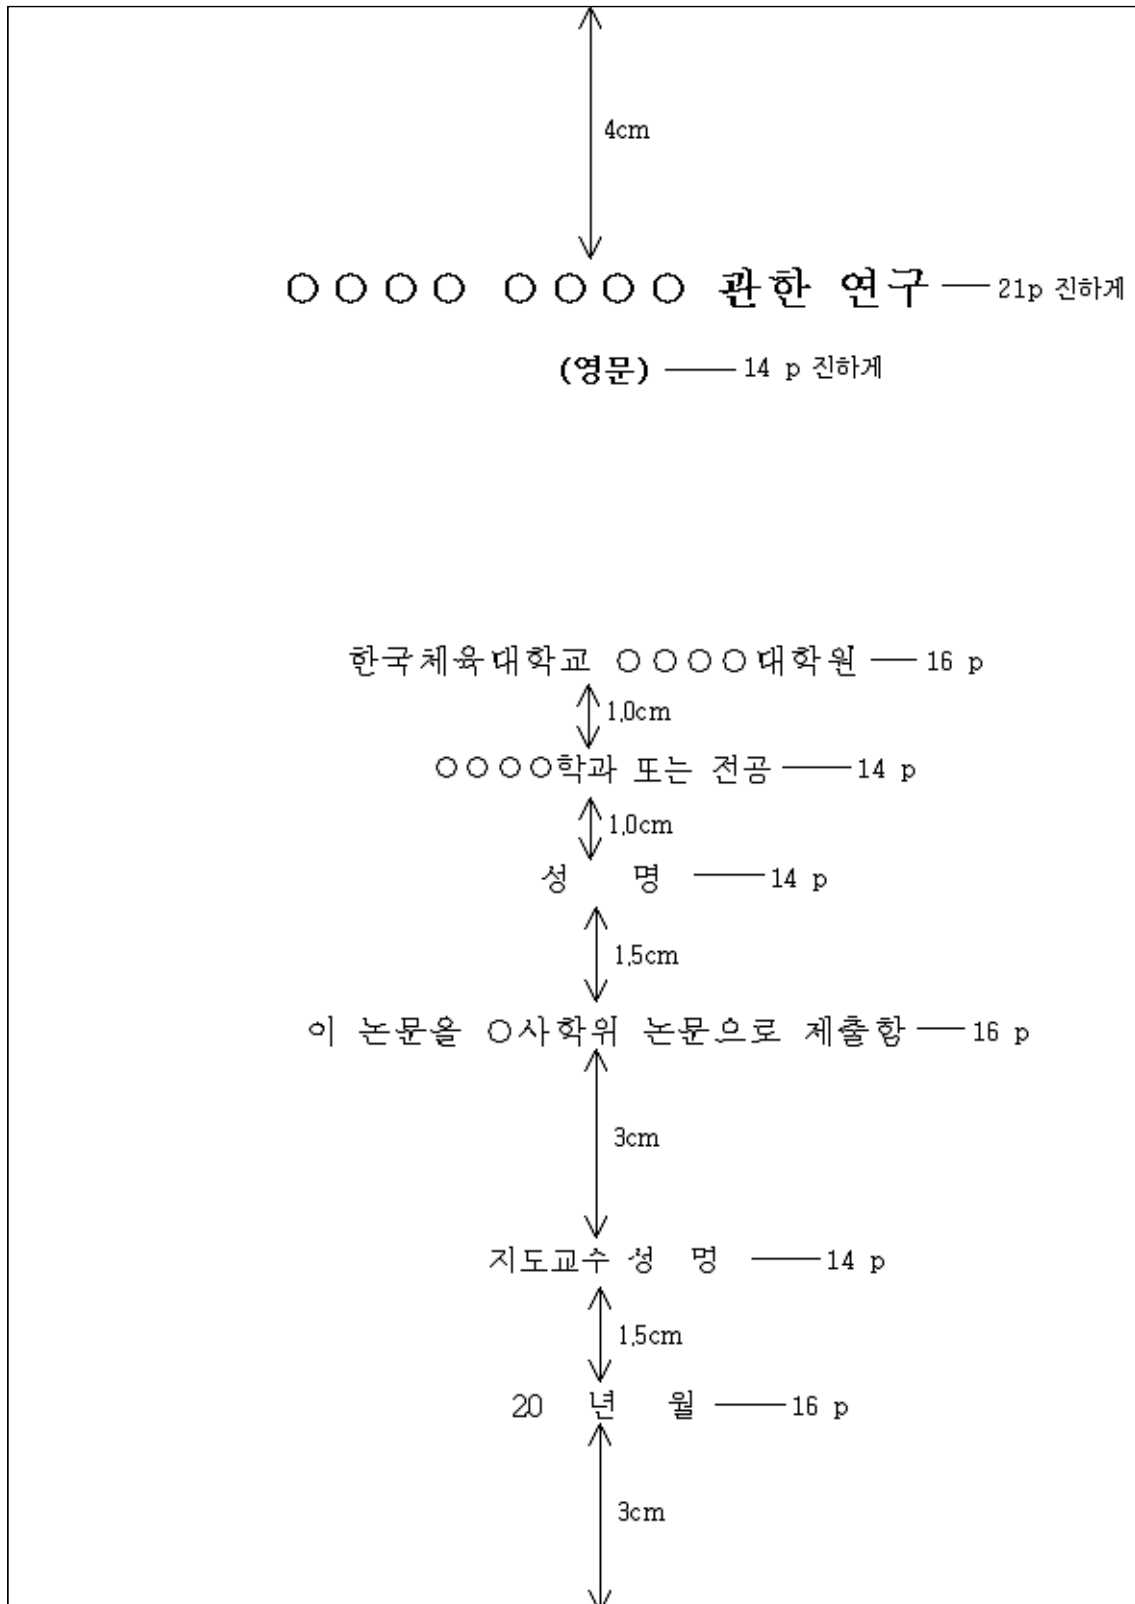 4cm
○○○○ ○○○○ 관한 연구 21p 진하게
(영문) 14 p 진하게
한국체육대학교 ○○○○대학원 16 p
1.0cm
○○○○학과 또는 전공 14 p
1.0cm
성 명 14 p
1.5cm
이 논문을 ○사학위 논문으로 제출함 16 p
3cm
지도교수 성 명 14 p
1.5cm
20 년 월 16 p
3cm